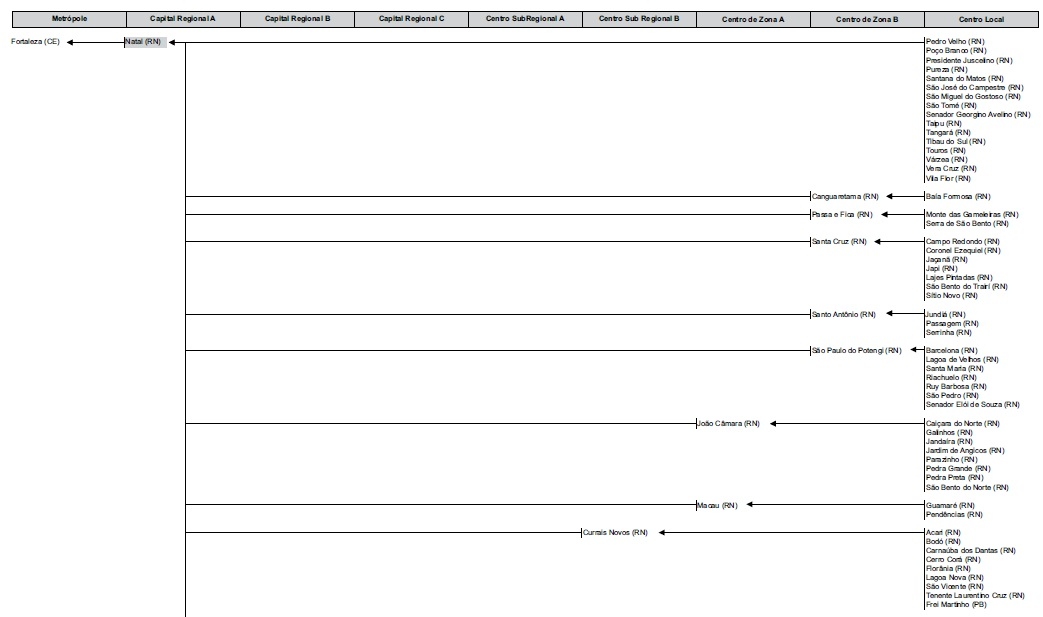 Metrópole Capital Regional A Capital Regional B Capital Regional C Centro SubRegional A Centro Sub Regional B Centro de Zona A Centro de Zona B Centro Local
Fortaleza (CE) Natal (RN) Pedro Velho (RN)
Poço Branco (RN)
Presidente Juscelino (RN)
Pureza (RN)
Santana do Matos (RN)
São José do Campestre (RN)
São Miguel do Gostoso (RN)
São Tomé (RN)
Senador Georgino Avelino (RN)
Taipu (RN)
Tangará (RN)
Tibau do Sul (RN)
Touros (RN)
Várzea (RN)
Vera Cruz (RN)
Vila Flor (RN)
Canguaretama (RN) Baía Formosa (RN)
Passa e Fica (RN) Monte das Gameleiras (RN)
Serra de São Bento (RN)
Santa Cruz (RN) Campo Redondo (RN)
Coronel Ezequiel (RN)
Jaçanã (RN)
Japi (RN)
Lajes Pintadas (RN)
São Bento do Trairí (RN)
Sítio Novo (RN)
Santo Antônio (RN) Jundiá (RN)
Passagem (RN)
Serrinha (RN)
São Paulo do Potengi (RN) Barcelona (RN)
Lagoa de Velhos (RN)
Santa Maria (RN)
Riachuelo (RN)
Ruy Barbosa (RN)
São Pedro (RN)
Senador Elói de Souza (RN)
João Câmara (RN) Caiçara do Norte (RN)
Galinhos (RN)
Jandaíra (RN)
Jardim de Angicos (RN)
Parazinho (RN)
Pedra Grande (RN)
Pedra Preta (RN)
São Bento do Norte (RN)
Macau (RN) Guamaré (RN)
Pendências (RN)
Currais Novos (RN) Acari (RN)
Bodó (RN)
Carnaúba dos Dantas (RN)
Cerro Corá (RN)
Florânia (RN)
Lagoa Nova (RN)
São Vicente (RN)
Tenente Laurentino Cruz (RN)
Frei Martinho (PB)